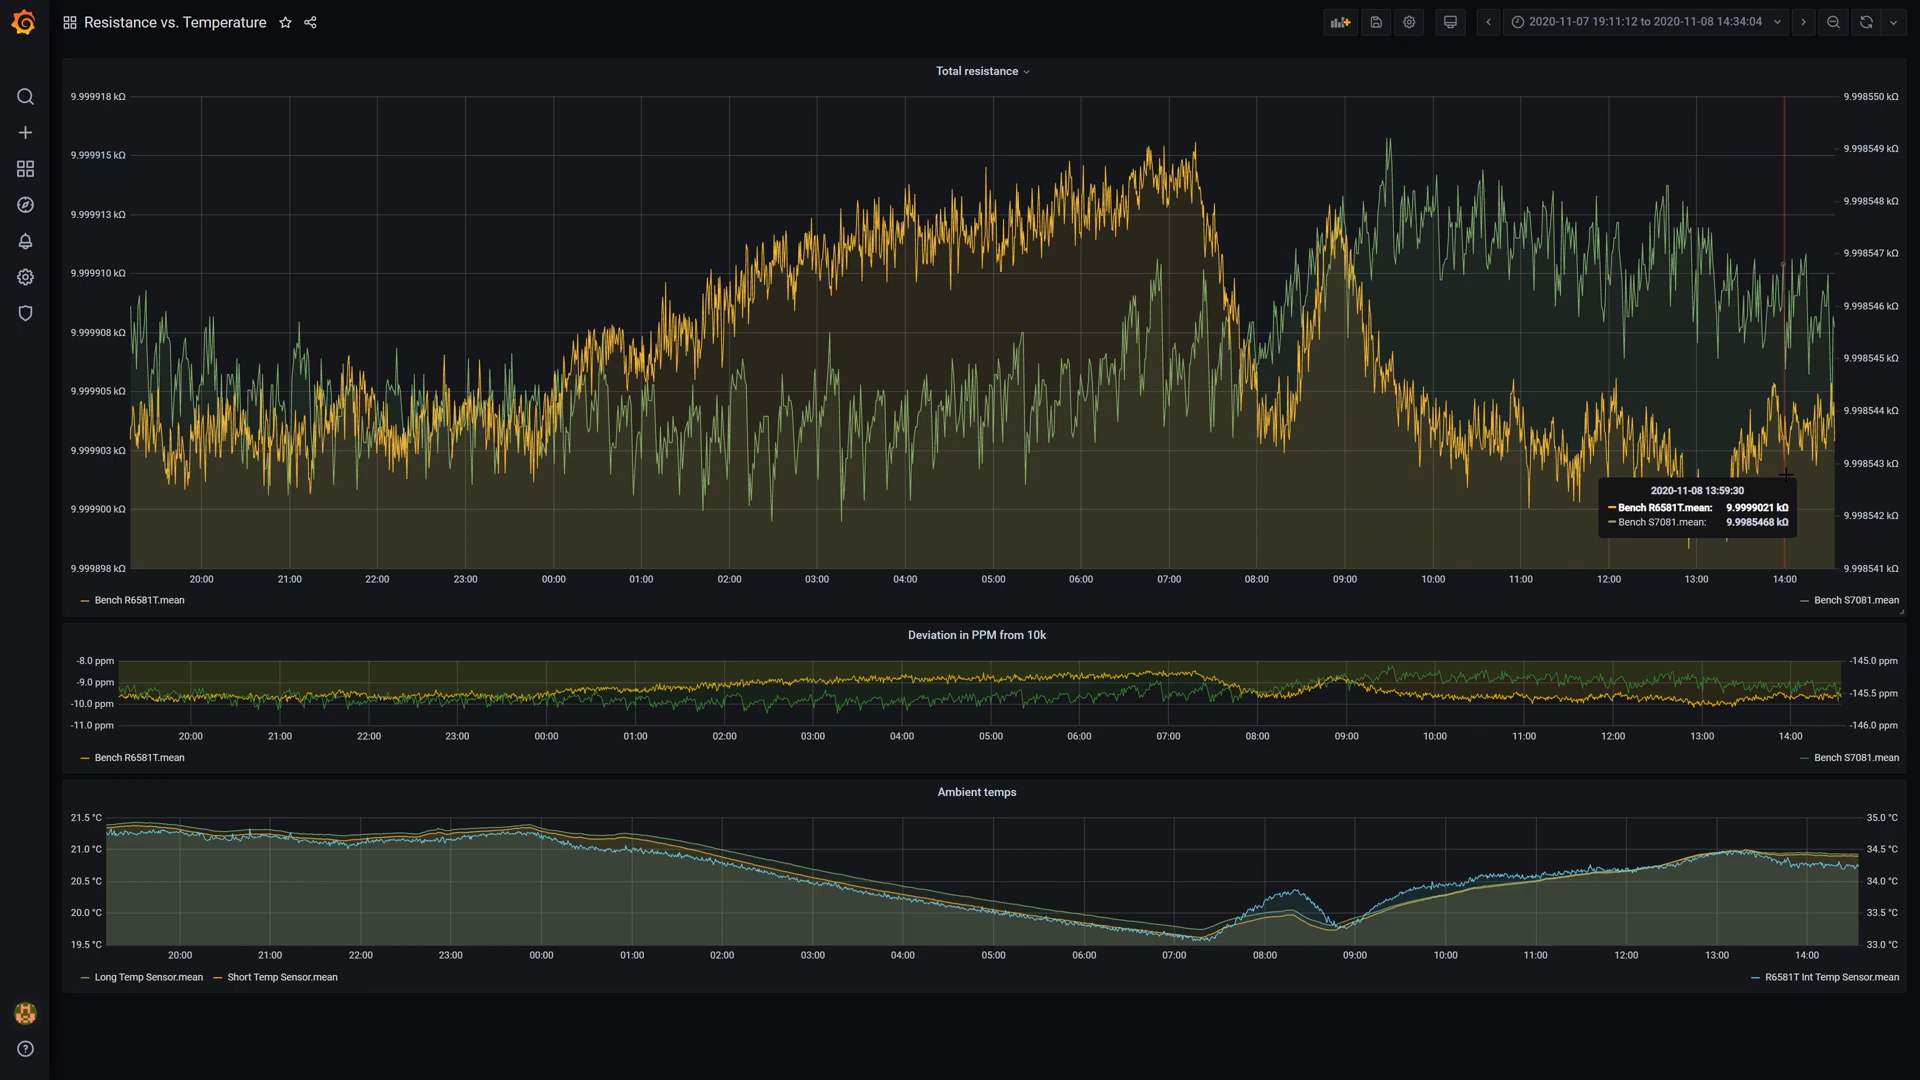 Resistance vs. Temperature
2020-11-07 19:11:12 to 2020-11-08 14:34:04
Total resistance
9.999918 kΩ
9.999915 kΩ
9.999913 kΩ
9.999910 kΩ
9.999908 kΩ
9.999905 kΩ
9.999903 kΩ
9.999900 kΩ
9.999898 kΩ
9.998550 kΩ
9.998549 kΩ
9.998548 kΩ
9.998547 kΩ
9.998546 kΩ
9.998545 kΩ
9.998544 kΩ
9.998543 kΩ
9.998542 kΩ
9.998541 kΩ
2020-11-08 13:59:30
Bench R6581T.mean: 9.9999021 kΩ
Bench S7081.mean: 9.9985468 kΩ
20:00 21:00 22:00 23:00 00:00 01:00 02:00 03:00 04:00 05:00 06:00 07:00 08:00 09:00 10:00 11:00 12:00 13:00 14:00
Bench R6581T.mean Bench S7081.mean
Deviation in PPM from 10k
-8.0 ppm
-9.0 ppm
-10.0 ppm
-11.0 ppm
-145.0 ppm
-145.5 ppm
-146.0 ppm
20:00 21:00 22:00 23:00 00:00 01:00 02:00 03:00 04:00 05:00 06:00 07:00 08:00 09:00 10:00 11:00 12:00 13:00 14:00
Bench R6581T.mean Bench S7081.mean
Ambient temps
21.5 °C
21.0 °C
20.5 °C
20.0 °C
19.5 °C
35.0 °C
34.5 °C
34.0 °C
33.5 °C
33.0 °C
20:00 21:00 22:00 23:00 00:00 01:00 02:00 03:00 04:00 05:00 06:00 07:00 08:00 09:00 10:00 11:00 12:00 13:00 14:00
Long Temp Sensor.mean Short Temp Sensor.mean R6581T Int Temp Sensor.mean